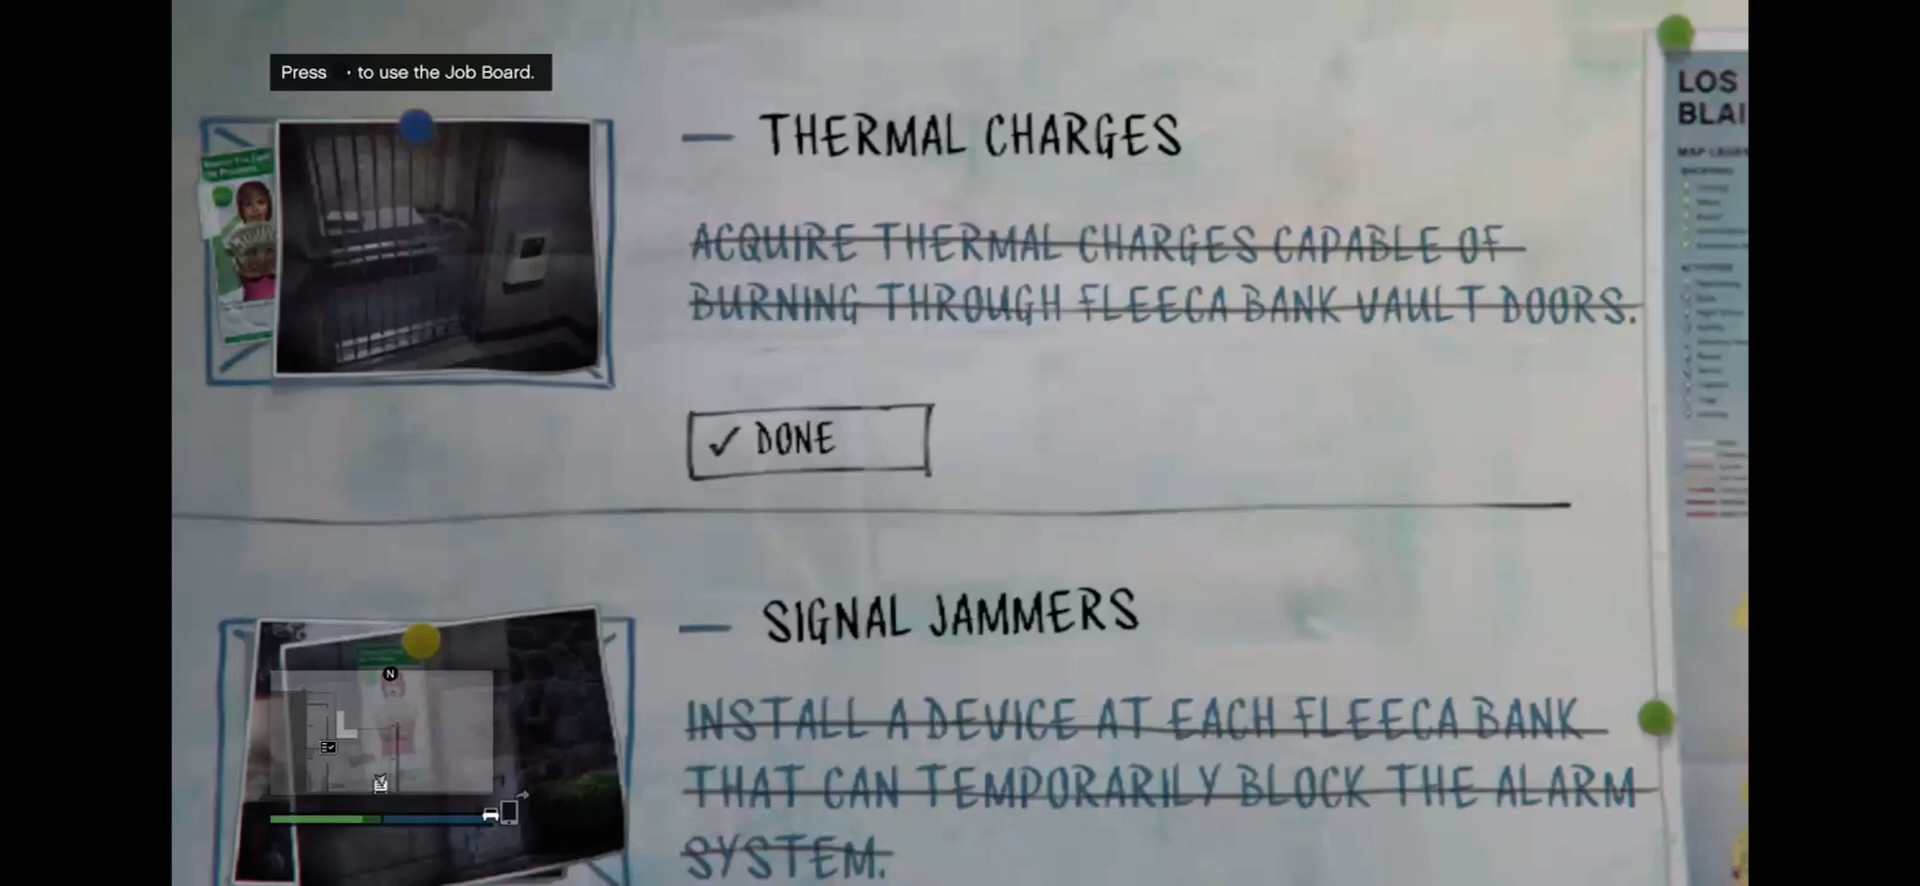 Press · to use the Job Board.
THERMAL CHARGES
ACQUIRE THERMAL CHARGES CAPABLE OF
BURNING THROUGH FLEECA BANK VAULT DOORS.
✓ DONE
SIGNAL JAMMERS
INSTALL A DEVICE AT EACH FLEECA BANK
THAT CAN TEMPORARILY BLOCK THE ALARM
SYSTEM.
N
LOS
BLAI